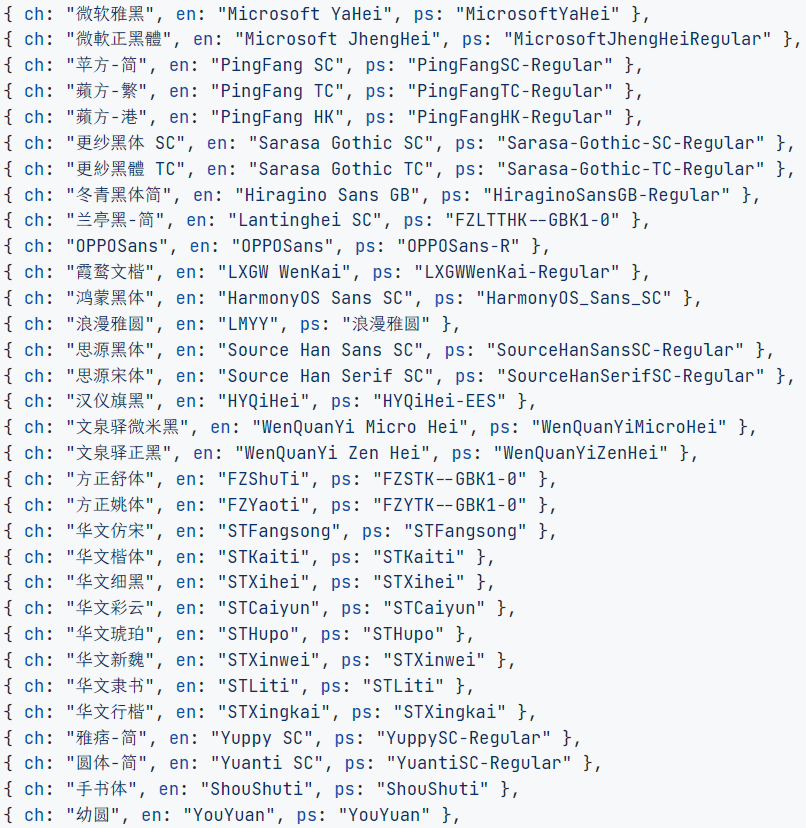 { ch: "微软雅黑", en: "Microsoft YaHei", ps: "MicrosoftYaHei" },
{ ch: "微軟正黑體", en: "Microsoft JhengHei", ps: "MicrosoftJhengHeiRegular" },
{ ch: "苹方-简", en: "PingFang SC", ps: "PingFangSC-Regular" },
{ ch: "蘋方-繁", en: "PingFang TC", ps: "PingFangTC-Regular" },
{ ch: "蘋方-港", en: "PingFang HK", ps: "PingFangHK-Regular" },
{ ch: "更纱黑体 SC", en: "Sarasa Gothic SC", ps: "Sarasa-Gothic-SC-Regular" },
{ ch: "更紗黑體 TC", en: "Sarasa Gothic TC", ps: "Sarasa-Gothic-TC-Regular" },
{ ch: "冬青黑体简", en: "Hiragino Sans GB", ps: "HiraginoSansGB-Regular" },
{ ch: "兰亭黑-简", en: "Lantinghei SC", ps: "FZLTTHK--GBK1-0" },
{ ch: "OPPOSans", en: "OPPOSans", ps: "OPPOSans-R" },
{ ch: "霞鹜文楷", en: "LXGW WenKai", ps: "LXGWWenKai-Regular" },
{ ch: "鸿蒙黑体", en: "HarmonyOS Sans SC", ps: "HarmonyOS_Sans_SC" },
{ ch: "浪漫雅圆", en: "LMYY", ps: "浪漫雅圆" },
{ ch: "思源黑体", en: "Source Han Sans SC", ps: "SourceHanSansSC-Regular" },
{ ch: "思源宋体", en: "Source Han Serif SC", ps: "SourceHanSerifSC-Regular" },
{ ch: "汉仪旗黑", en: "HYQiHei", ps: "HYQiHei-EES" },
{ ch: "文泉驿微米黑", en: "WenQuanYi Micro Hei", ps: "WenQuanYiMicroHei" },
{ ch: "文泉驿正黑", en: "WenQuanYi Zen Hei", ps: "WenQuanYiZenHei" },
{ ch: "方正舒体", en: "FZShuTi", ps: "FZSTK--GBK1-0" },
{ ch: "方正姚体", en: "FZYaoti", ps: "FZYTK--GBK1-0" },
{ ch: "华文仿宋", en: "STFangsong", ps: "STFangsong" },
{ ch: "华文楷体", en: "STKaiti", ps: "STKaiti" },
{ ch: "华文细黑", en: "STXihei", ps: "STXihei" },
{ ch: "华文彩云", en: "STCaiyun", ps: "STCaiyun" },
{ ch: "华文琥珀", en: "STHupo", ps: "STHupo" },
{ ch: "华文新魏", en: "STXinwei", ps: "STXinwei" },
{ ch: "华文隶书", en: "STLiti", ps: "STLiti" },
{ ch: "华文行楷", en: "STXingkai", ps: "STXingkai" },
{ ch: "雅痞-简", en: "Yuppy SC", ps: "YuppySC-Regular" },
{ ch: "圆体-简", en: "Yuanti SC", ps: "YuantiSC-Regular" },
{ ch: "手书体", en: "ShouShuti", ps: "ShouShuti" },
{ ch: "幼圆", en: "YouYuan", ps: "YouYuan" },